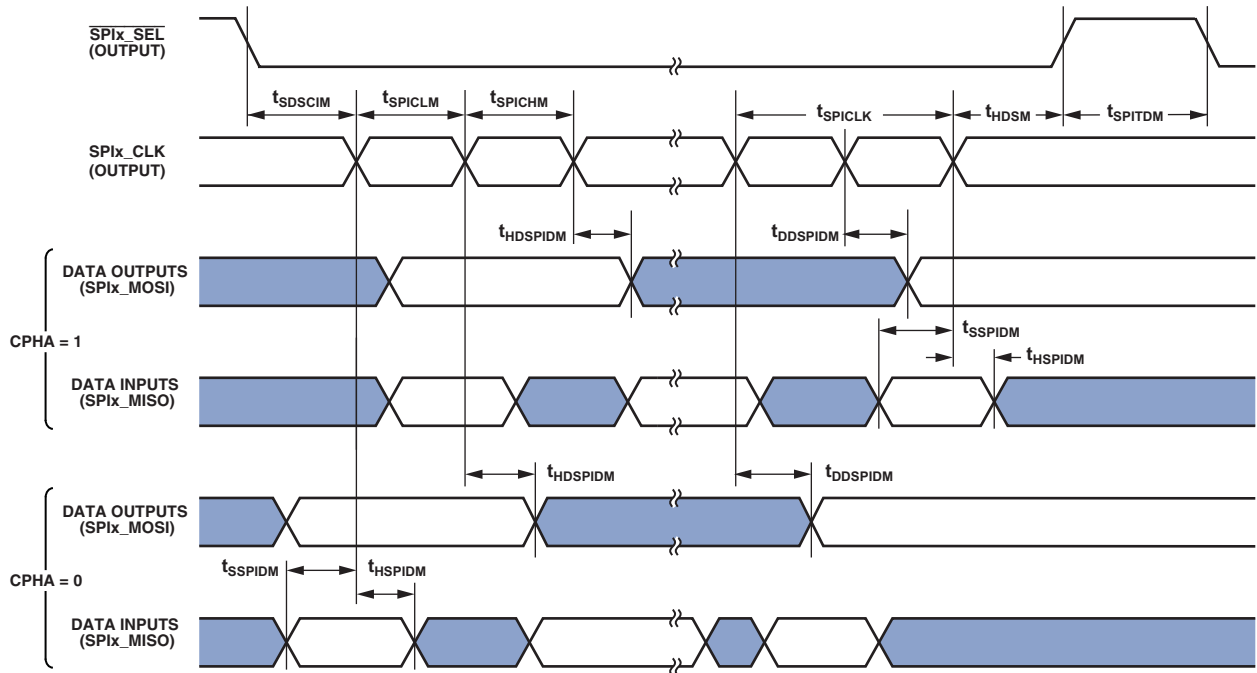 SPIx_SEL
(OUTPUT)
tSDSCIM tSPICLM tSPICHM tSPICLK tHDSM tSPITDM
SPIx_CLK
(OUTPUT)
tHDSPIDM tDDSPIDM
DATA OUTPUTS
(SPIx_MOSI)
tSSPIDM
CPHA = 1
tHSPIDM
DATA INPUTS
(SPIx_MISO)
tHDSPIDM tDDSPIDM
DATA OUTPUTS
(SPIx_MOSI)
tSSPIDM tHSPIDM
CPHA = 0
DATA INPUTS
(SPIx_MISO)